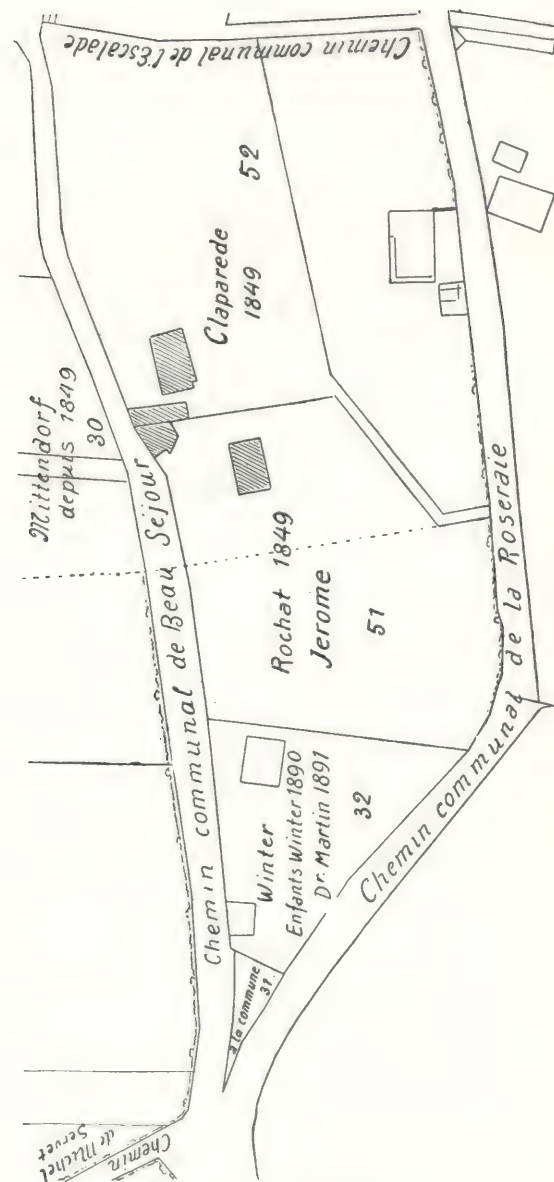 Chemin communal de l'Escalade
Mittendorf
depuis 1849
30
Claparede
1849
52
Chemin communal de Beau Séjour
Rochat 1849
Jerome
51
Winter
Enfants Winter 1890
Dr. Martin 1891
32
à la commune
31.
Chemin communal de la Roseraie
Chemin
de Michel
Servet